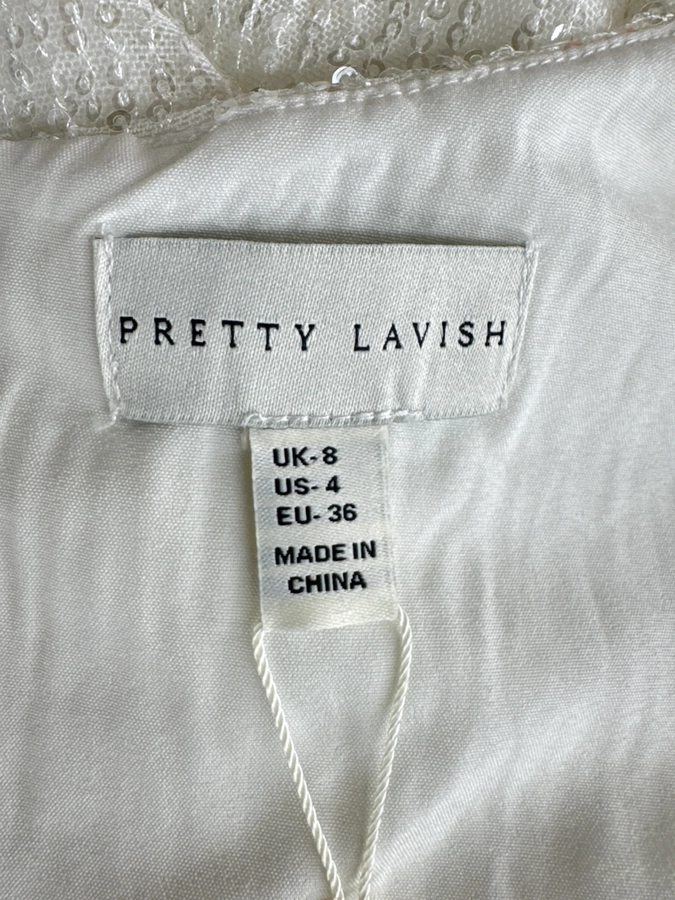 PRETTY LAVISH
UK-8
US-4
EU-36
MADE IN
CHINA